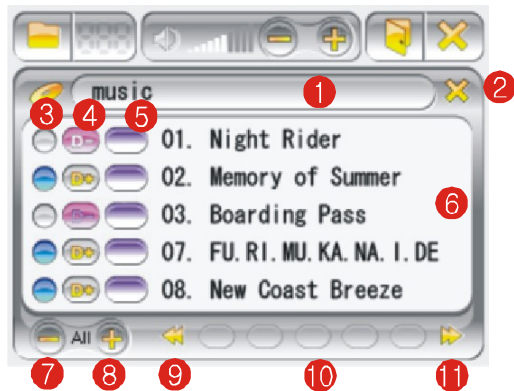 music
1
2
3
4
5
D-
01. Night Rider
D+
02. Memory of Summer
D-
03. Boarding Pass
6
D+
07. FU.RI.MU.KA.NA.I.DE
D+
08. New Coast Breeze
All
7
8
9
10
11